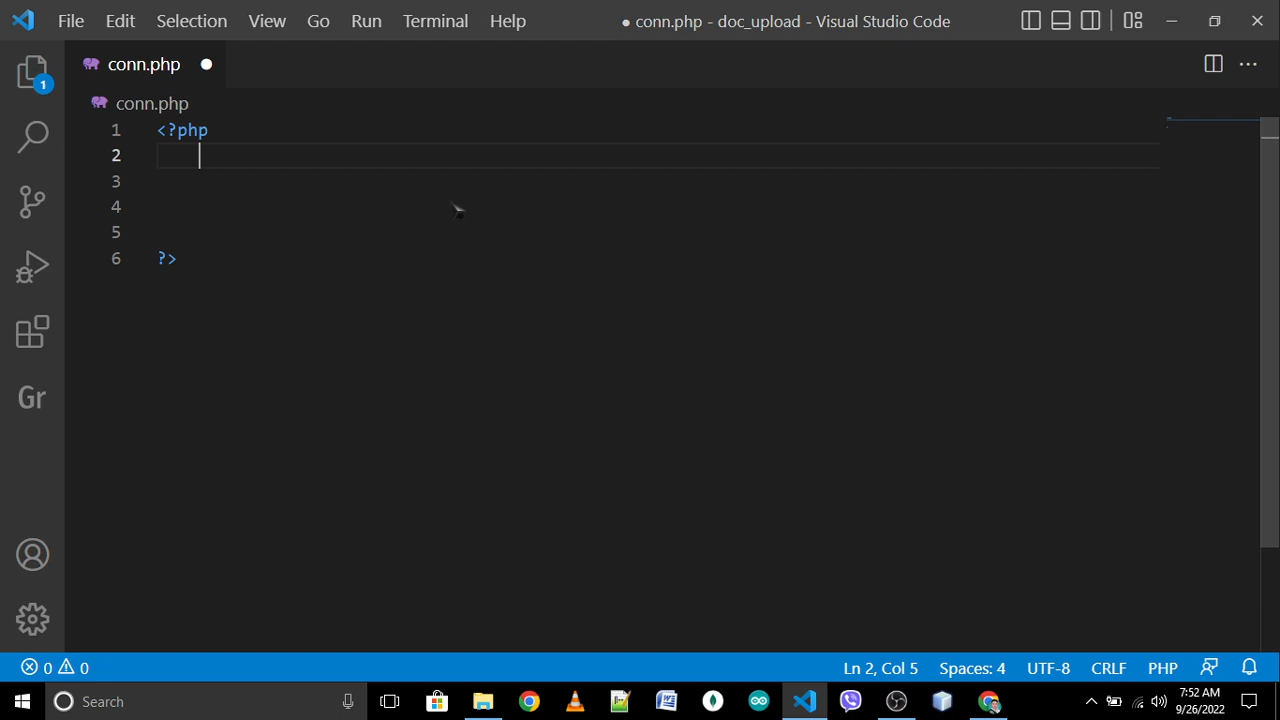 File Edit Selection View Go Run Terminal Help ● conn.php - doc_upload - Visual Studio Code
conn.php
1
conn.php
1 <?php
2
3
4
5
6 ?>
Gr
0 0 Ln 2, Col 5 Spaces: 4 UTF-8 CRLF PHP
Search
7:52 AM
9/26/2022